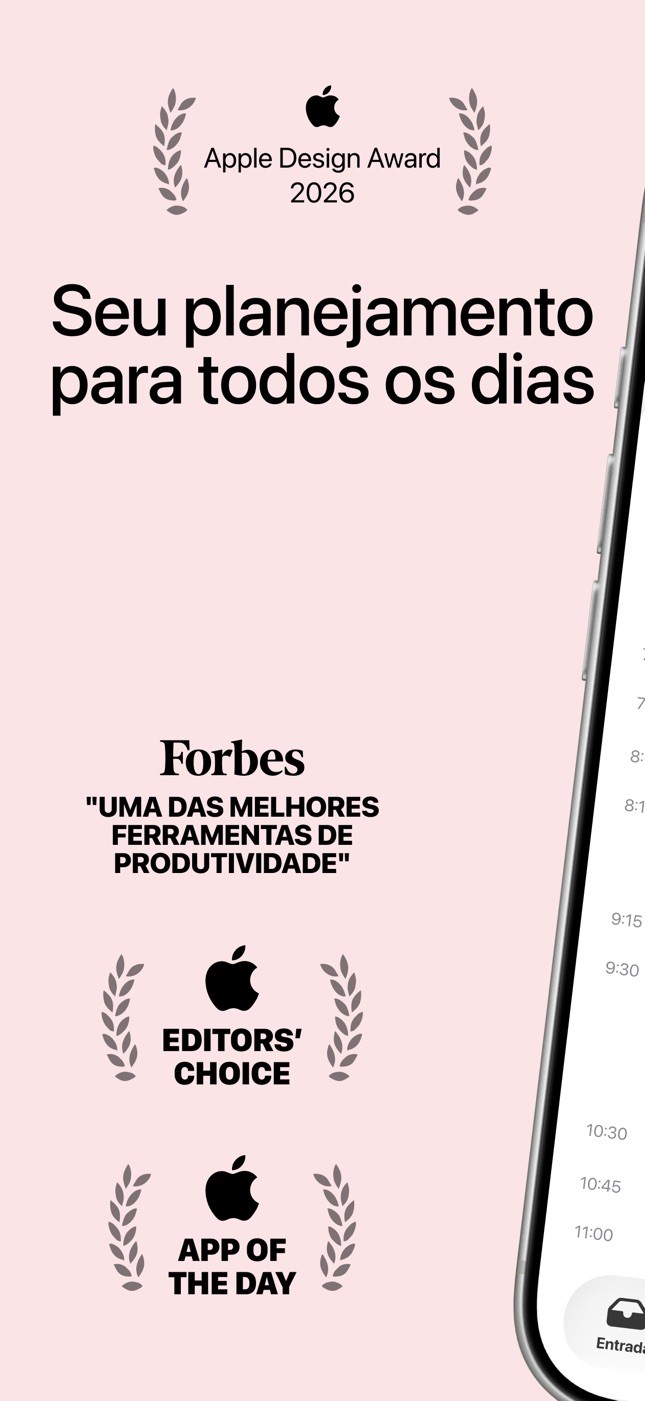 Apple Design Award
2026
Seu planejamento
para todos os dias
Forbes
"UMA DAS MELHORES
FERRAMENTAS DE
PRODUTIVIDADE"
EDITORS’
CHOICE
APP OF
THE DAY
9:15
9:30
10:30
10:45
11:00